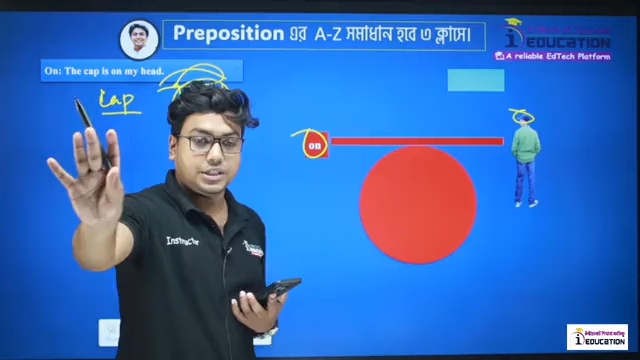 Preposition এর A-Z সমাধান হবে ৩ ক্লাসে।
EDUCATION
A reliable EdTech Platform
On: The cap is on my head.
Cap
on
Instructor
EDUCATION